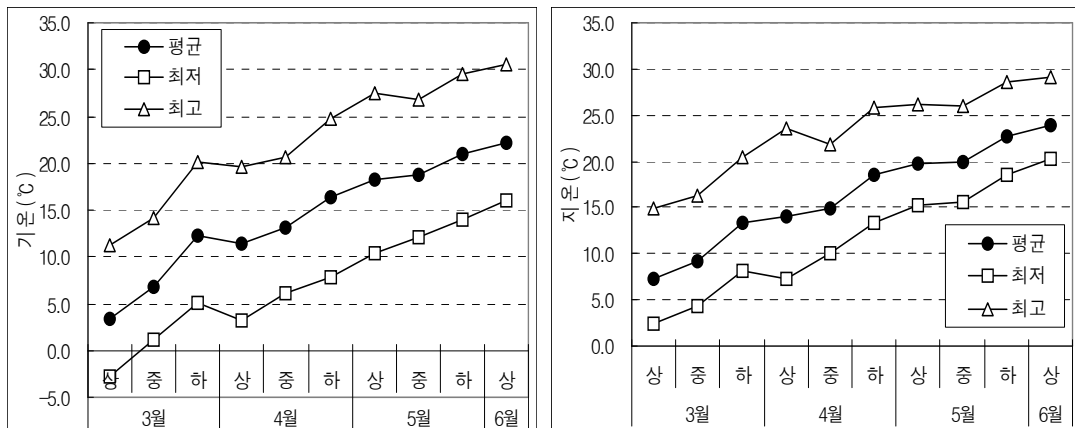 35.0
30.0
25.0
20.0
15.0
10.0
5.0
0.0
-5.0
기온(℃)
평균
최저
최고
상 중 하 상 중 하 상 중 하 상
3월 4월 5월 6월
35.0
30.0
25.0
20.0
15.0
10.0
5.0
0.0
지온(℃)
평균
최저
최고
상 중 하 상 중 하 상 중 하 상
3월 4월 5월 6월